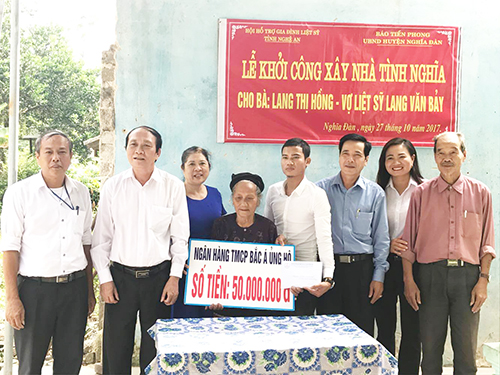 HỘI HỖ TRỢ GIA ĐÌNH LIỆT SĨ
TỈNH NGHỆ AN
BÁO TIỀN PHONG
UBND HUYỆN NGHĨA ĐÀN
LỄ KHỞI CÔNG XÂY NHÀ TÌNH NGHĨA
CHO BÀ: LANG THỊ HỒNG - VỢ LIỆT SỸ LANG VĂN BẢY
Nghĩa Đàn, ngày 27 tháng 10 năm 2017.
NGÂN HÀNG TMCP BẮC Á ỦNG HỘ
SỐ TIỀN: 50.000.000 đ